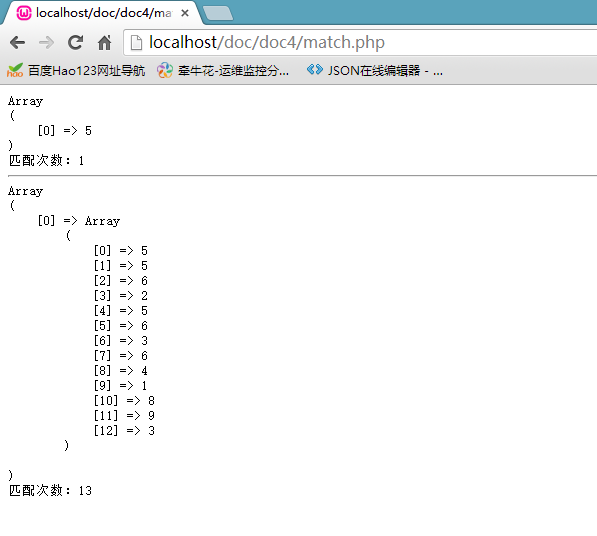 localhost/doc/doc4/ma
localhost/doc/doc4/match.php
百度Hao123网址导航 牵牛花-运维监控分... JSON在线编辑器 - ...
Array
(
    [0] => 5
)
匹配次数: 1
Array
(
    [0] => Array
        (
            [0] => 5
            [1] => 5
            [2] => 6
            [3] => 2
            [4] => 5
            [5] => 6
            [6] => 3
            [7] => 6
            [8] => 4
            [9] => 1
            [10] => 8
            [11] => 9
            [12] => 3
        )
)
匹配次数: 13